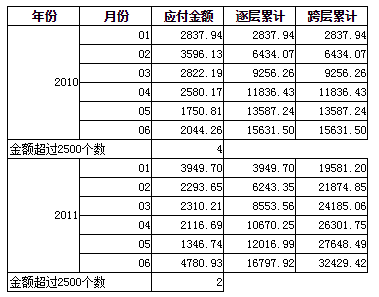 年份 月份 应付金额 逐层累计 跨层累计
01 2837.94 2837.94 2837.94
02 3596.13 6434.07 6434.07
03 2822.19 9256.26 9256.26
2010 04 2580.17 11836.43 11836.43
05 1750.81 13587.24 13587.24
06 2044.26 15631.50 15631.50
金额超过2500个数 4
01 3949.70 3949.70 19581.20
02 2293.65 6243.35 21874.85
03 2310.21 8553.56 24185.06
2011 04 2116.69 10670.25 26301.75
05 1346.74 12016.99 27648.49
06 4780.93 16797.92 32429.42
金额超过2500个数 2